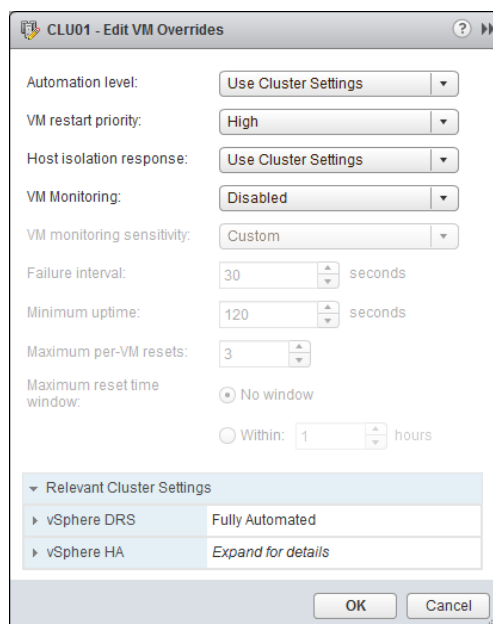 CLU01 - Edit VM Overrides ?
Automation level: Use Cluster Settings
VM restart priority: High
Host isolation response: Use Cluster Settings
VM Monitoring: Disabled
VM monitoring sensitivity: Custom
Failure interval: 30 seconds
Minimum uptime: 120 seconds
Maximum per-VM resets: 3
Maximum reset time
window: No window
Within: 1 hours
Relevant Cluster Settings
vSphere DRS Fully Automated
vSphere HA Expand for details
OK Cancel